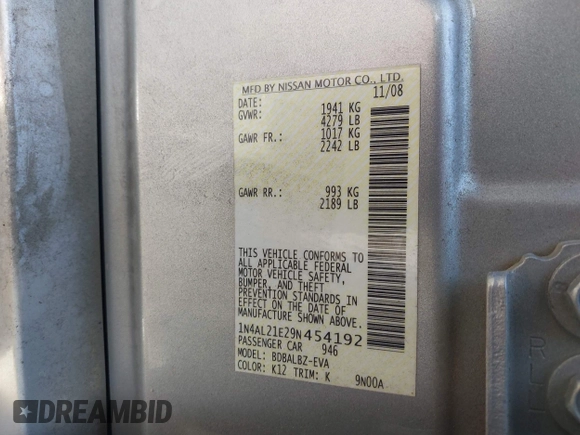 MFD BY NISSAN MOTOR CO., LTD.
DATE: 11/08
GVWR: 1941 KG
4279 LB
GAWR FR.: 1017 KG
2242 LB
GAWR RR.: 993 KG
2189 LB
THIS VEHICLE CONFORMS TO
ALL APPLICABLE FEDERAL
MOTOR VEHICLE SAFETY,
BUMPER, AND THEFT
PREVENTION STANDARDS IN
EFFECT ON THE DATE OF
MANUFACTURE SHOWN ABOVE.
1N4AL21E29N454192
PASSENGER CAR 946
MODEL: BDBALBZ-EVA
COLOR: K12 TRIM: K 9N00A
DREAMBID